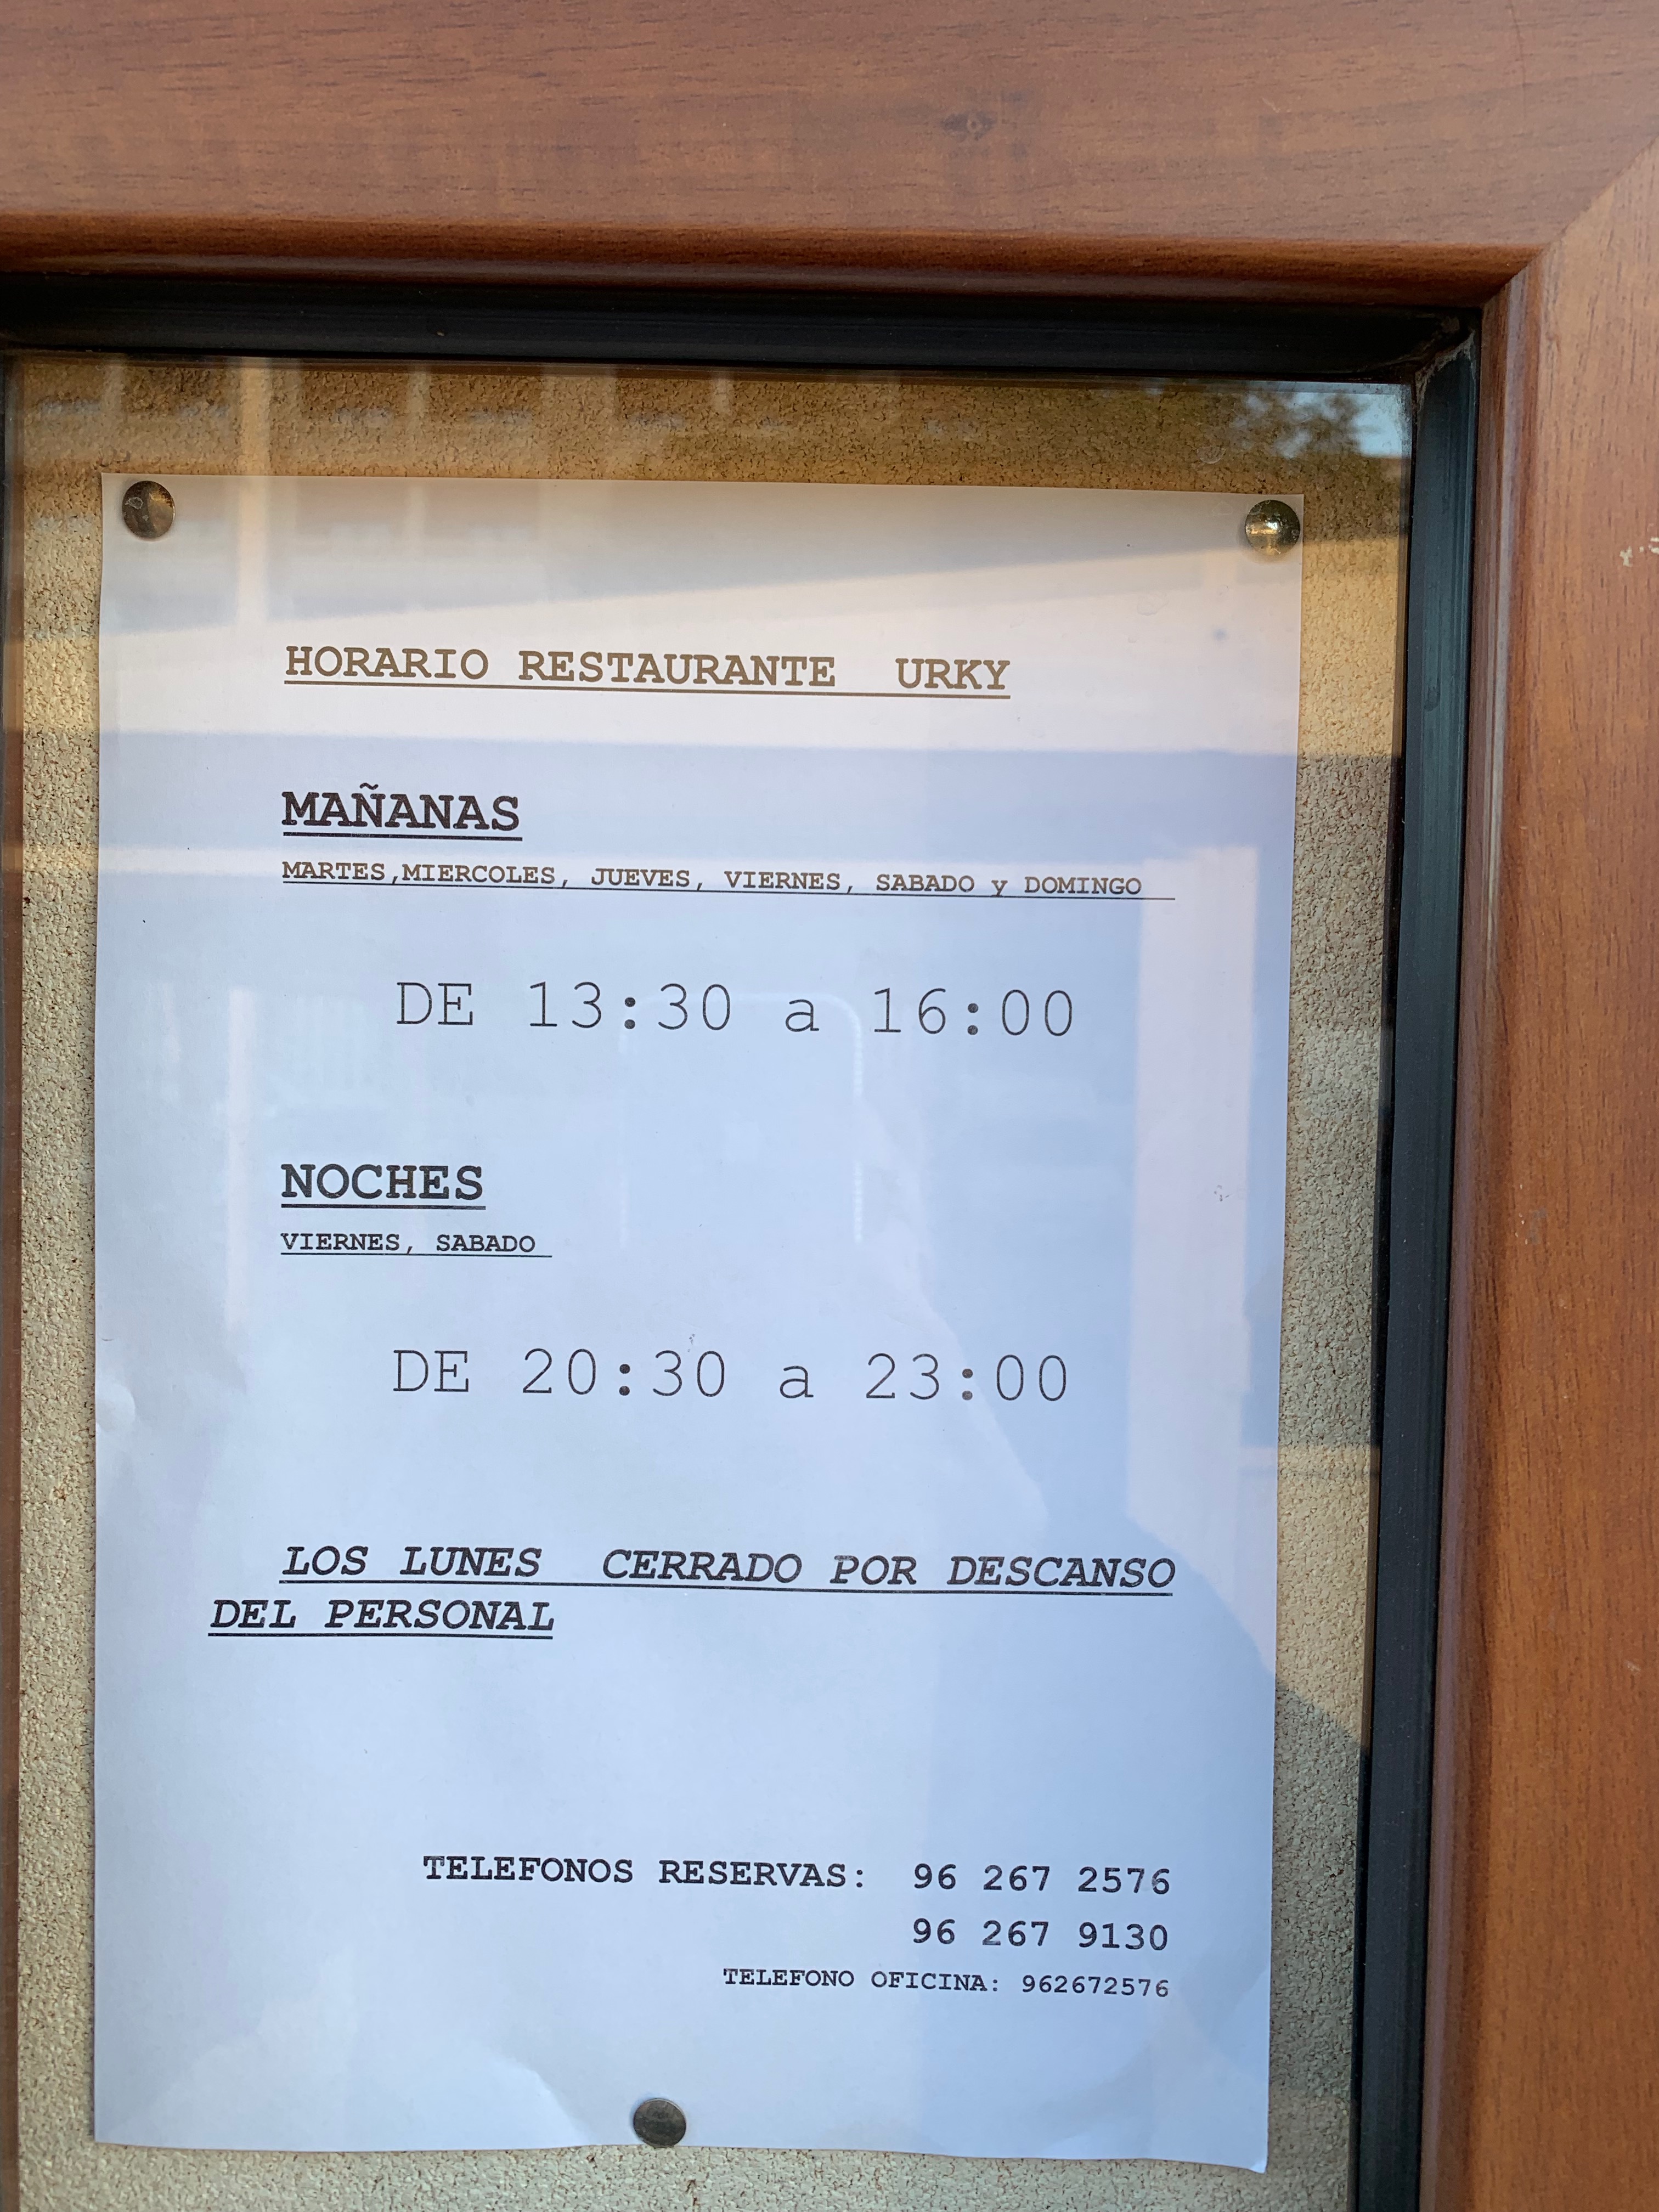 HORARIO RESTAURANTE URKY
MAÑANAS
MARTES,MIERCOLES, JUEVES, VIERNES, SABADO y DOMINGO
DE 13:30 a 16:00
NOCHES
VIERNES, SABADO
DE 20:30 a 23:00
LOS LUNES CERRADO POR DESCANSO
DEL PERSONAL
TELEFONOS RESERVAS: 96 267 2576
96 267 9130
TELEFONO OFICINA: 962672576